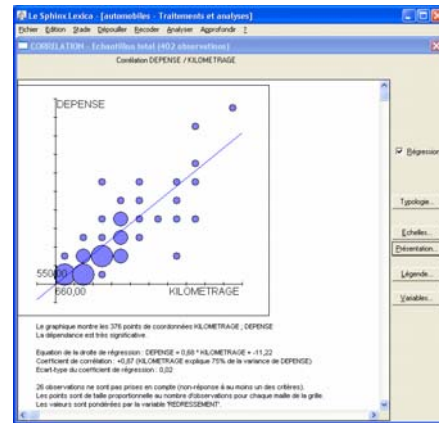 Le Sphinx Lexica - [automobiles - Traitements et analyses]
Fichier Edition Stade Dépouiller Recoder Analyser Approfondir ?
CORRELATION - Echantillon total (402 observations)
Corrélation DEPENSE / KILOMETRAGE
DEPENSE
Régression
Typologie...
Echelles...
Présentation...
550,00
660,00 KILOMETRAGE
Légende...
Variables...
Le graphique montre les 376 points de coordonnées KILOMETRAGE , DEPENSE
La dépendance est très significative.
Equation de la droite de régression : DEPENSE = 0,68 * KILOMETRAGE + -11,22
Coefficient de corrélation : +0,87 (KILOMETRAGE explique 75% de la variance de DEPENSE)
Ecart-type du coefficient de régression : 0,02
26 observations ne sont pas prises en compte (non-réponse à au moins un des critères).
Les points sont de taille proportionnelle au nombre d'observations pour chaque maille de la grille.
Les valeurs sont pondérées par la variable 'REDRESSEMENT'.